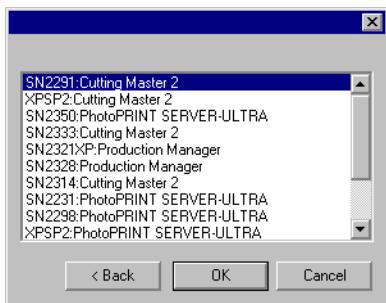 SN2291:Cutting Master 2
XPSP2:Cutting Master 2
SN2350:PhotoPRINT SERVER-ULTRA
SN2333:Cutting Master 2
SN2321XP:Production Manager
SN2328:Production Manager
SN2314:Cutting Master 2
SN2231:PhotoPRINT SERVER-ULTRA
SN2298:PhotoPRINT SERVER-ULTRA
XPSP2:PhotoPRINT SERVER-ULTRA
< Back OK Cancel